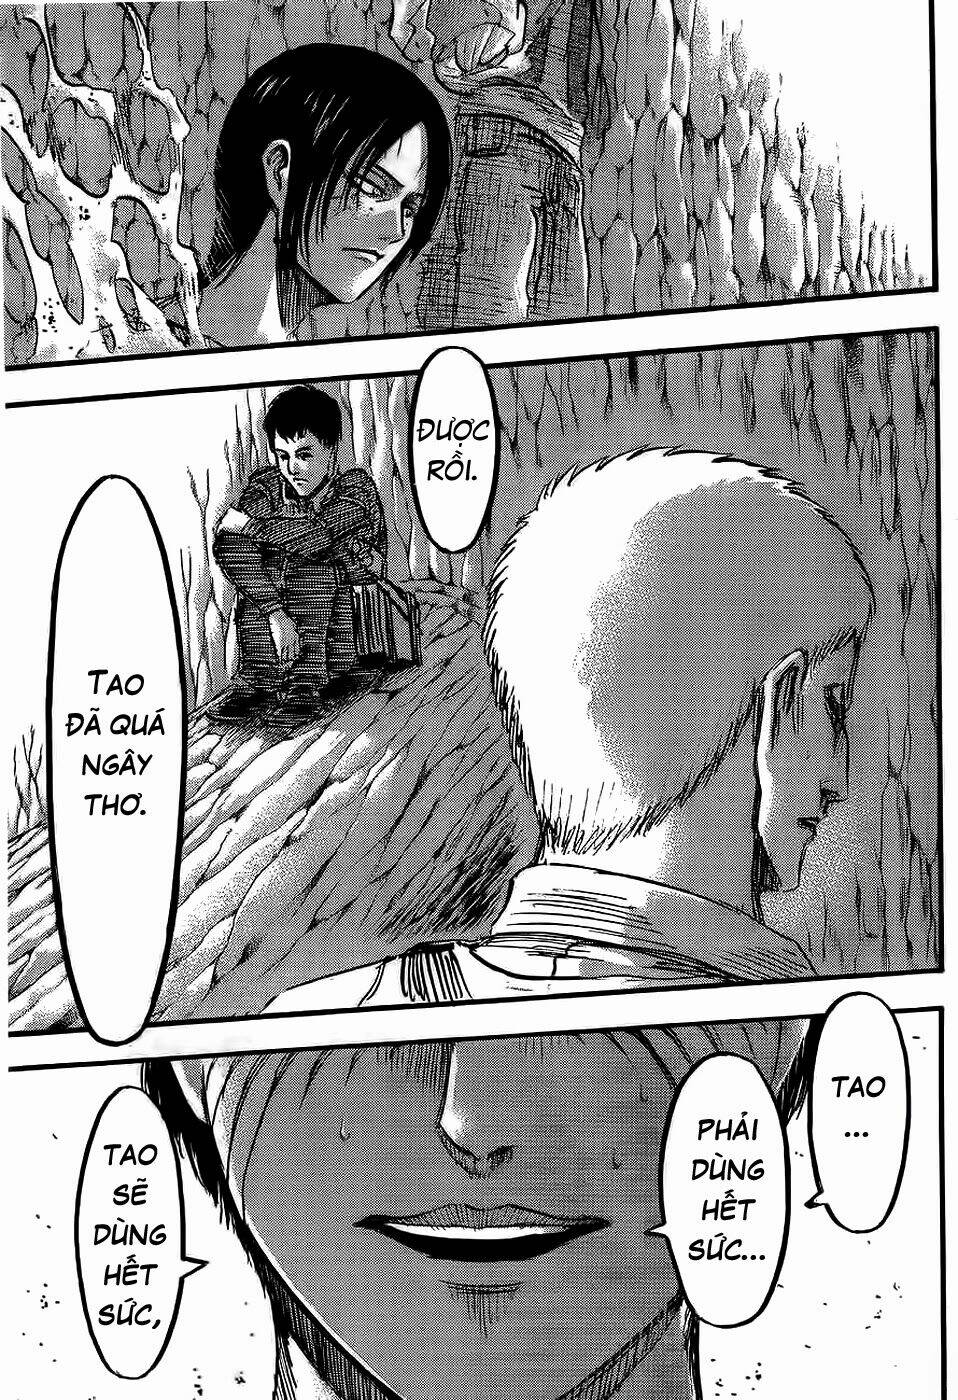 ĐƯỢC
RỒI.
TAO
ĐÃ QUÁ
NGÂY
THƠ.
TAO
...
PHẢI
DÙNG
HẾT
SỨC...
TAO
SẼ
DÙNG
HẾT
SỨC,